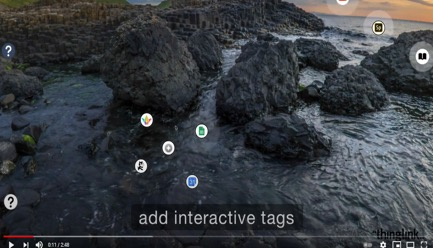 add interactive tags
thinglink..
0:11 / 2:48